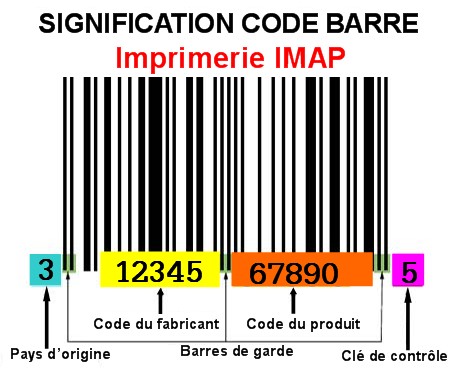 SIGNIFICATION CODE BARRE
Imprimerie IMAP
3 12345 67890 5
Code du fabricant Code du produit
Pays d'origine Barres de garde Clé de contrôle